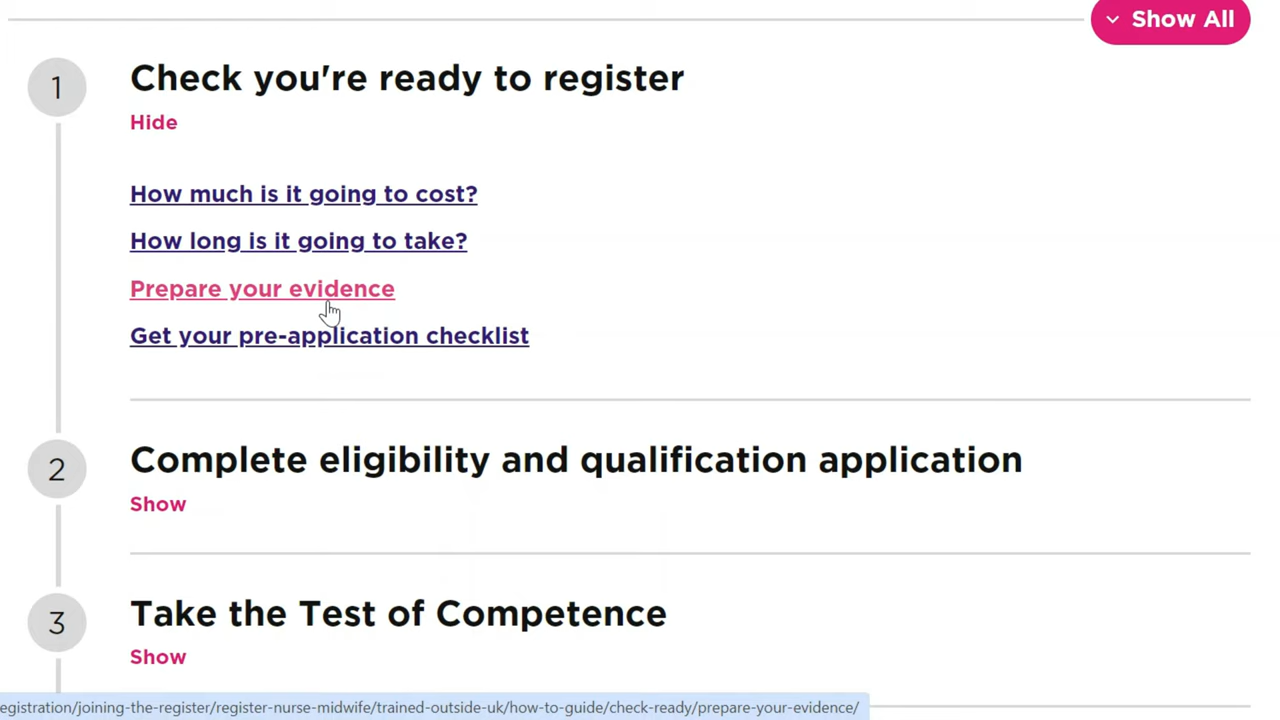 Show All
1
Check you're ready to register
Hide
How much is it going to cost?
How long is it going to take?
Prepare your evidence
Get your pre-application checklist
2
Complete eligibility and qualification application
Show
3
Take the Test of Competence
Show
egistration/joining-the-register/register-nurse-midwife/trained-outside-uk/how-to-guide/check-ready/prepare-your-evidence/